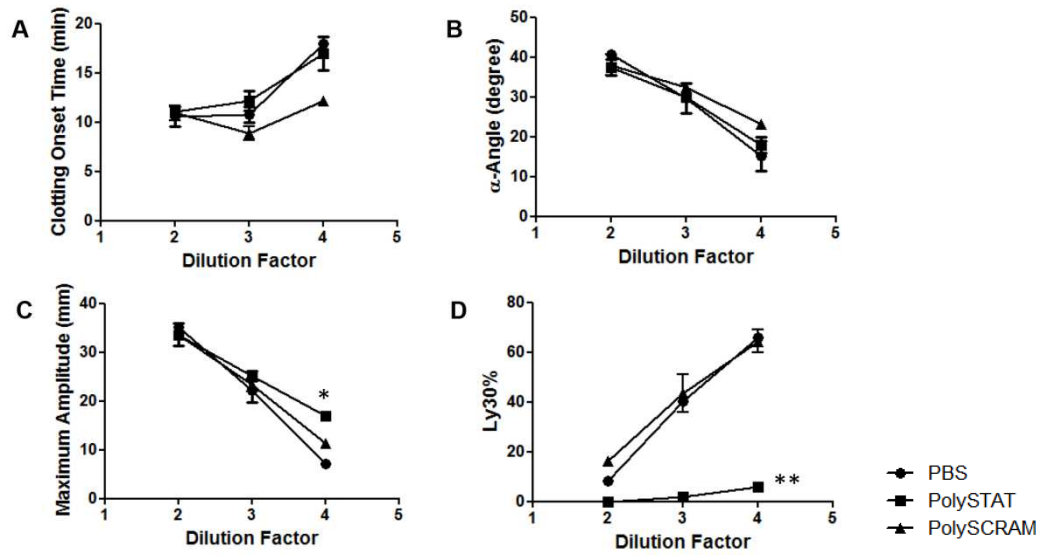 A
Clotting Onset Time (min)
20
15
10
5
0
1 2 3 4 5
Dilution Factor
B
α-Angle (degree)
50
40
30
20
10
0
1 2 3 4 5
Dilution Factor
C
Maximum Amplitude (mm)
40
30
20
10
0
*
1 2 3 4 5
Dilution Factor
D
Ly30%
80
60
40
20
0
**
1 2 3 4 5
Dilution Factor
PBS
PolySTAT
PolySCRAM